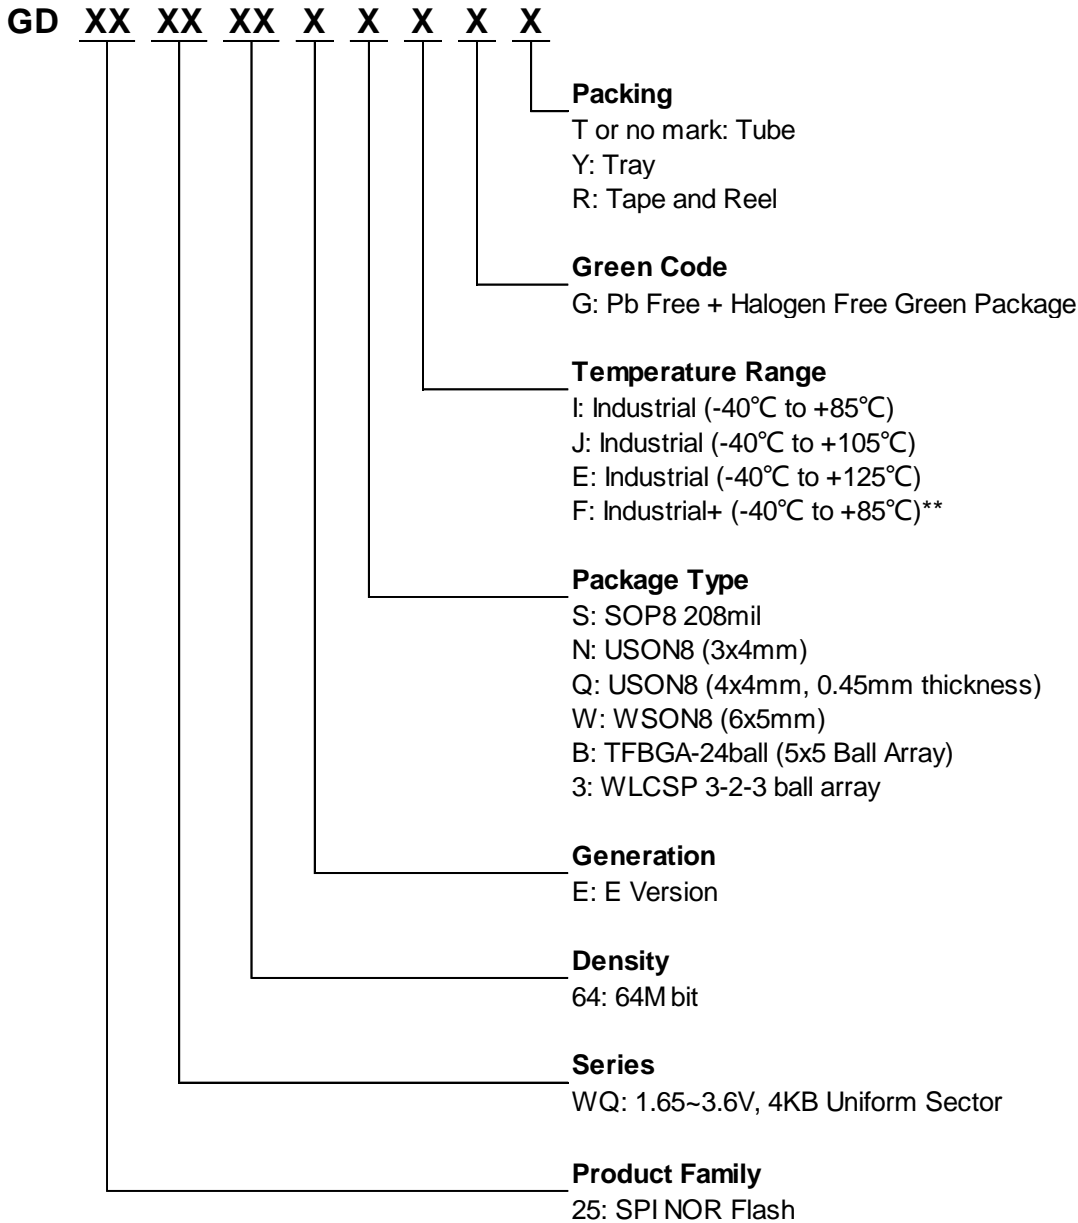 GD XX XX XX X X X X X
Packing
T or no mark: Tube
Y: Tray
R: Tape and Reel
Green Code
G: Pb Free + Halogen Free Green Package
Temperature Range
I: Industrial (-40℃ to +85℃)
J: Industrial (-40℃ to +105℃)
E: Industrial (-40℃ to +125℃)
F: Industrial+ (-40℃ to +85℃)**
Package Type
S: SOP8 208mil
N: USON8 (3x4mm)
Q: USON8 (4x4mm, 0.45mm thickness)
W: WSON8 (6x5mm)
B: TFBGA-24ball (5x5 Ball Array)
3: WLCSP 3-2-3 ball array
Generation
E: E Version
Density
64: 64M bit
Series
WQ: 1.65~3.6V, 4KB Uniform Sector
Product Family
25: SPI NOR Flash